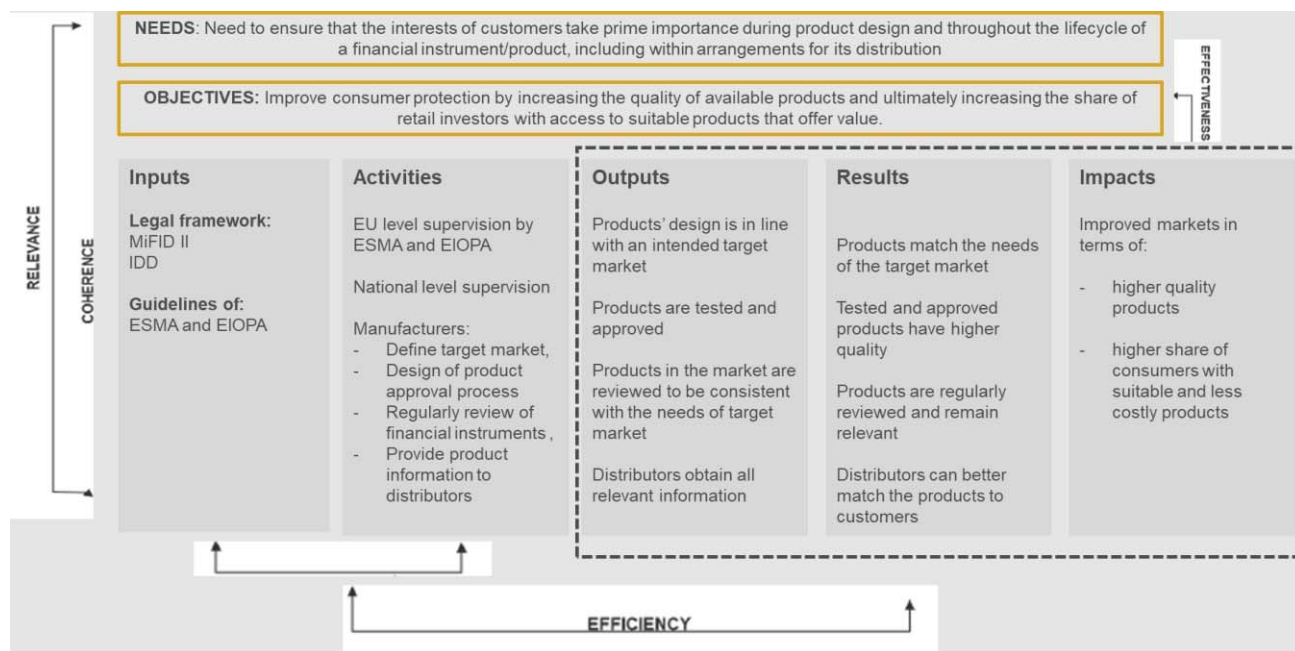 NEEDS: Need to ensure that the interests of customers take prime importance during product design and throughout the lifecycle of
a financial instrument/product, including within arrangements for its distribution
OBJECTIVES: Improve consumer protection by increasing the quality of available products and ultimately increasing the share of
retail investors with access to suitable products that offer value.
EFFECTIVENESS
RELEVANCE
COHERENCE
Inputs
Legal framework:
MiFID II
IDD
Guidelines of:
ESMA and EIOPA
Activities
EU level supervision by
ESMA and EIOPA
National level supervision
Manufacturers:
- Define target market,
- Design of product
approval process
- Regularly review of
financial instruments ,
- Provide product
information to
distributors
Outputs
Products’ design is in line
with an intended target
market
Products are tested and
approved
Products in the market are
reviewed to be consistent
with the needs of target
market
Distributors obtain all
relevant information
Results
Products match the needs
of the target market
Tested and approved
products have higher
quality
Products are regularly
reviewed and remain
relevant
Distributors can better
match the products to
customers
Impacts
Improved markets in
terms of:
- higher quality
products
- higher share of
consumers with
suitable and less
costly products
EFFICIENCY